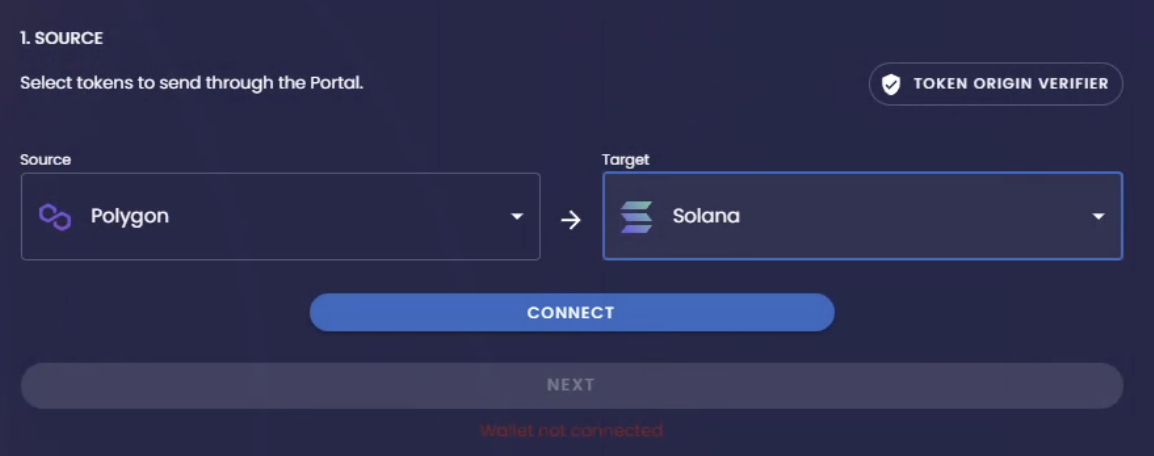 1. SOURCE
Select tokens to send through the Portal.
TOKEN ORIGIN VERIFIER
Source
Target
Polygon
Solana
CONNECT
NEXT
Wallet not connected